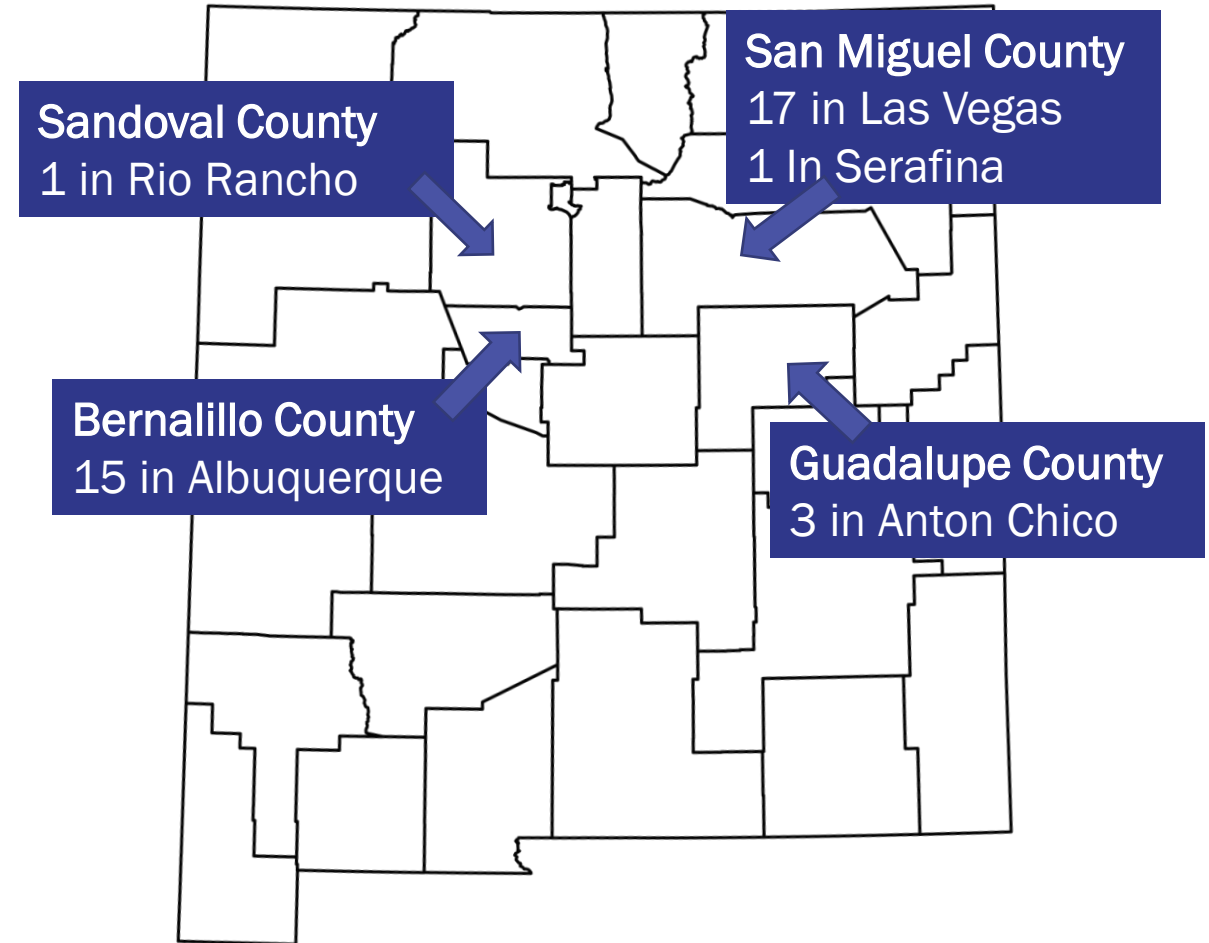 Sandoval County
1 in Rio Rancho
San Miguel County
17 in Las Vegas
1 In Serafina
Bernalillo County
15 in Albuquerque
Guadalupe County
3 in Anton Chico